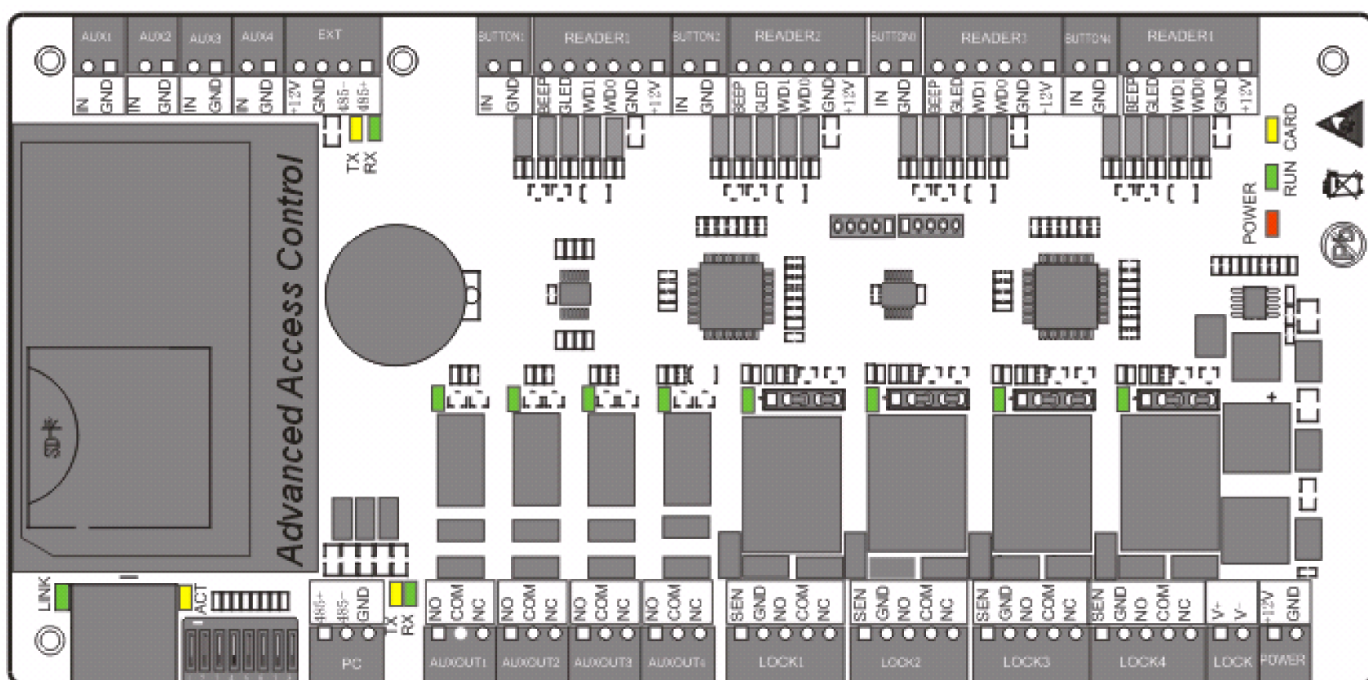 AUX1 AUX2 AUX3 AUX4 EXT BUTTON1 READER1 BUTTON2 READER2 BUTTON3 READER3 BUTTON4 READER4
IN GND IN GND IN GND IN GND +12V GND 485- 485+ IN GND BEEP GLED WD1 WD0 GND +12V IN GND BEEP GLED WD1 WD0 GND +12V IN GND BEEP GLED WD1 WD0 GND +12V IN GND BEEP GLED WD1 WD0 GND +12V
TX
RX
CARD
RUN
POWER
Pb
Advanced Access Control
SD卡
+
LINK
ACT
485+ 485- GND
TX
RX
NO COM NC NO COM NC NO COM NC NO COM NC SEN GND NO COM NC SEN GND NO COM NC SEN GND NO COM NC SEN GND NO COM NC V+ V- +12V GND
PC AUXOUT1 AUXOUT2 AUXOUT3 AUXOUT4 LOCK1 LOCK2 LOCK3 LOCK4 LOCK POWER